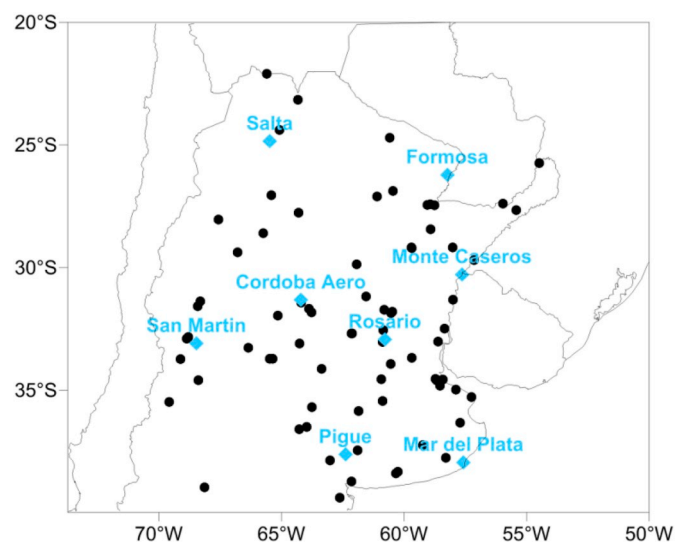 20°S
Salta
25°S
Formosa
Monte Caseros
30°S
Cordoba Aero
San Martin
Rosario
35°S
Pigue
Mar del Plata
70°W 65°W 60°W 55°W 50°W